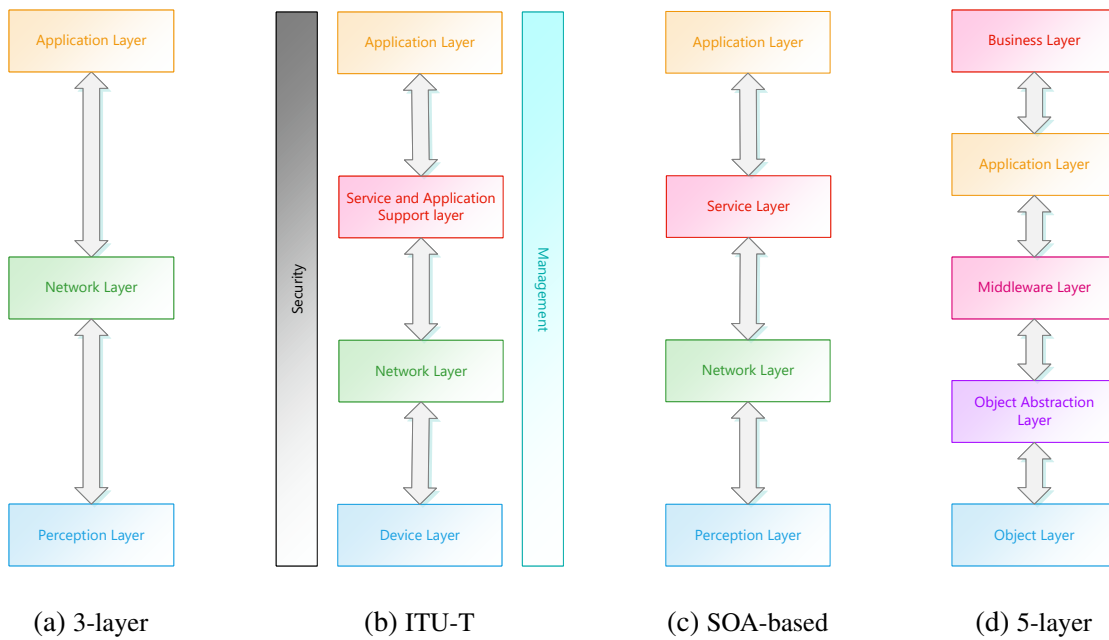 Application Layer
Network Layer
Perception Layer
(a) 3-layer
Security
Application Layer
Service and Application
Support layer
Network Layer
Device Layer
Management
(b) ITU-T
Application Layer
Service Layer
Network Layer
Perception Layer
(c) SOA-based
Business Layer
Application Layer
Middleware Layer
Object Abstraction
Layer
Object Layer
(d) 5-layer